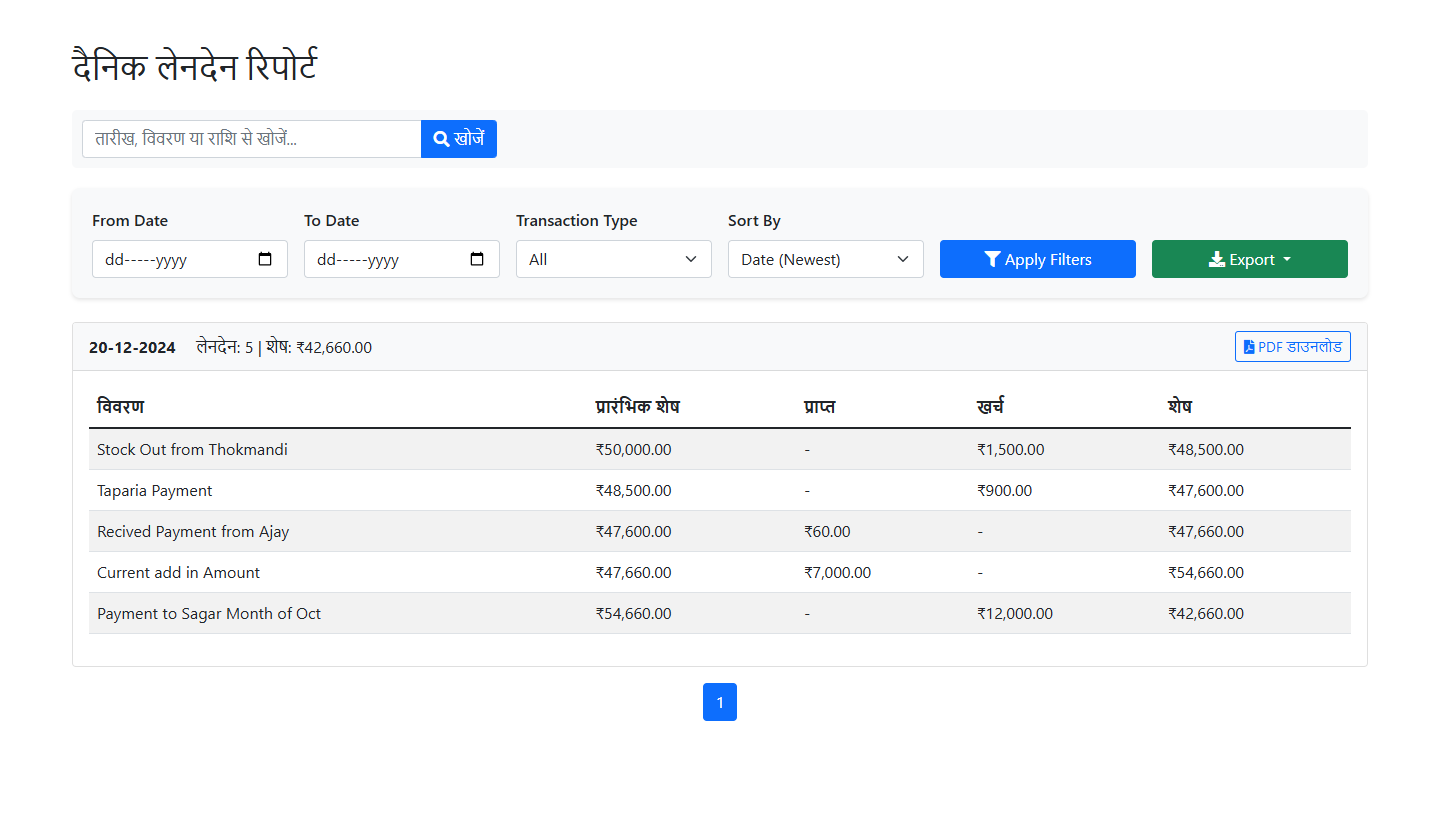 दैनिक लेनदेन रिपोर्ट
तारीख, विवरण या राशि से खोजें... खोजें
From Date To Date Transaction Type Sort By
dd-----yyyy dd-----yyyy All Date (Newest) Apply Filters Export
20-12-2024 लेनदेन: 5 | शेष: ₹42,660.00 PDF डाउनलोड
विवरण प्रारंभिक शेष प्राप्त खर्च शेष
Stock Out from Thokmandi ₹50,000.00 - ₹1,500.00 ₹48,500.00
Taparia Payment ₹48,500.00 - ₹900.00 ₹47,600.00
Recived Payment from Ajay ₹47,600.00 ₹60.00 - ₹47,660.00
Current add in Amount ₹47,660.00 ₹7,000.00 - ₹54,660.00
Payment to Sagar Month of Oct ₹54,660.00 - ₹12,000.00 ₹42,660.00
1